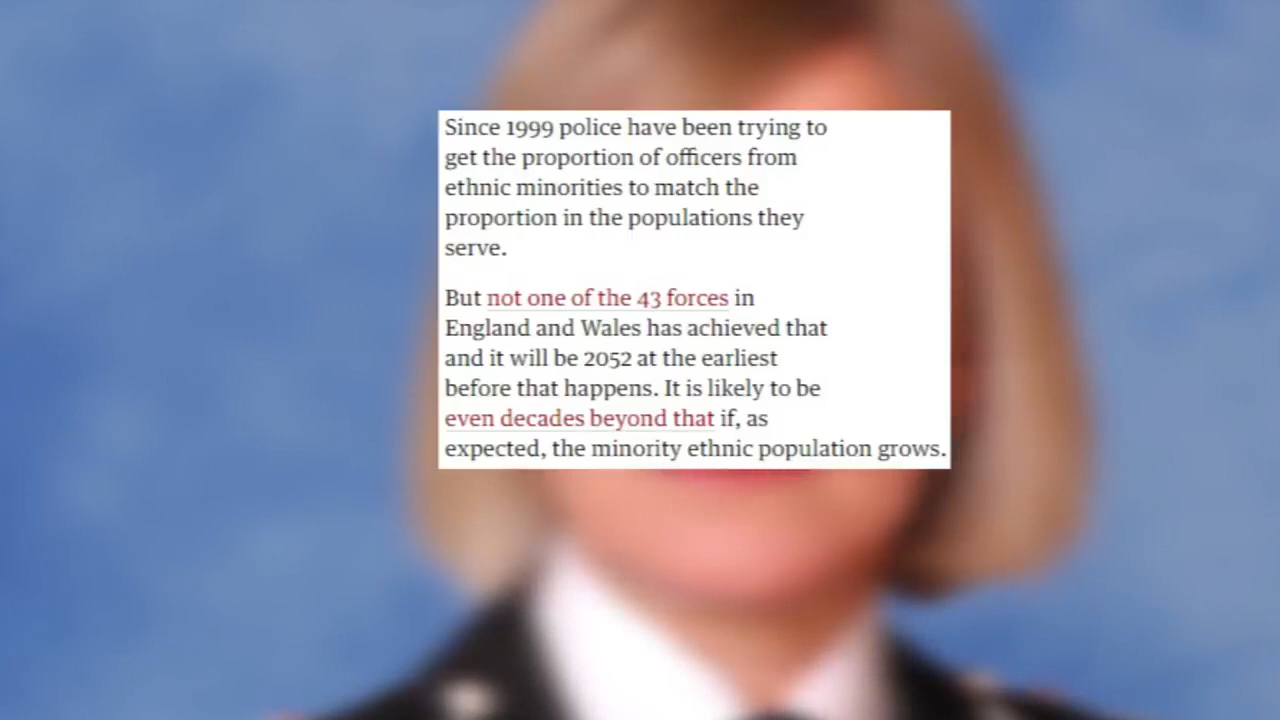 Since 1999 police have been trying to
get the proportion of officers from
ethnic minorities to match the
proportion in the populations they
serve.
But not one of the 43 forces in
England and Wales has achieved that
and it will be 2052 at the earliest
before that happens. It is likely to be
even decades beyond that if, as
expected, the minority ethnic population grows.